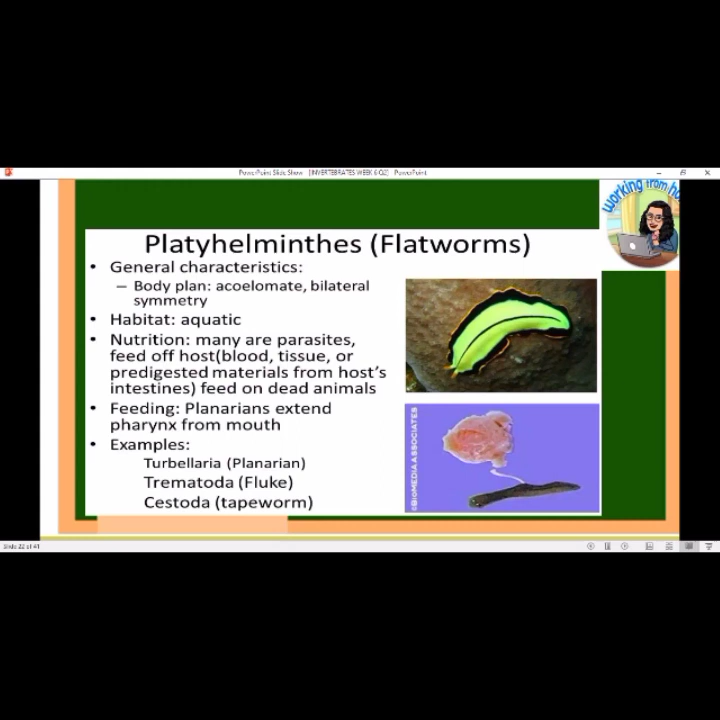 PowerPoint Slide Show - [INVERTEBRATES WEEK 6 Q2] - PowerPoint
working from ho
Platyhelminthes (Flatworms)
• General characteristics:
– Body plan: acoelomate, bilateral
symmetry
• Habitat: aquatic
• Nutrition: many are parasites,
feed off host(blood, tissue, or
predigested materials from host's
intestines) feed on dead animals
• Feeding: Planarians extend
pharynx from mouth
• Examples:
Turbellaria (Planarian)
Trematoda (Fluke)
Cestoda (tapeworm)
©BioMEDIA ASSOCIATES
Slide 22 of 41